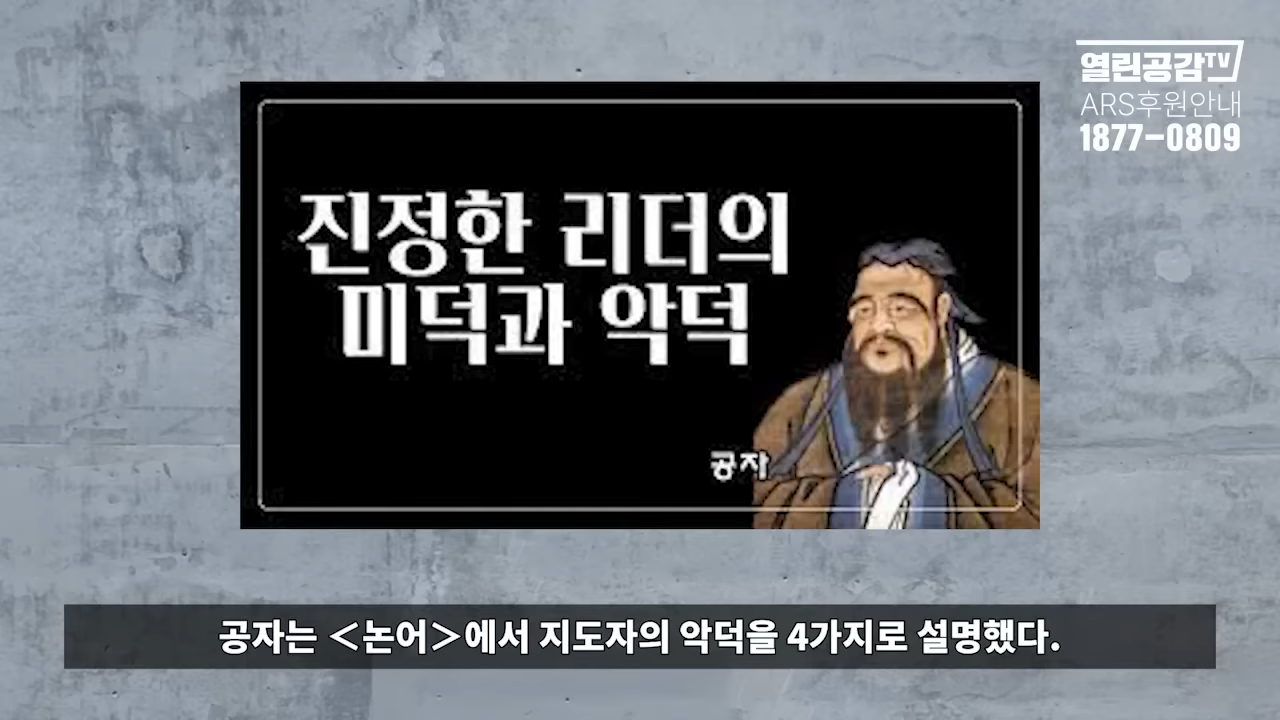 열린공감TV
ARS후원안내
1877-0809
진정한 리더의
미덕과 악덕
공자
공자는 <논어>에서 지도자의 악덕을 4가지로 설명했다.